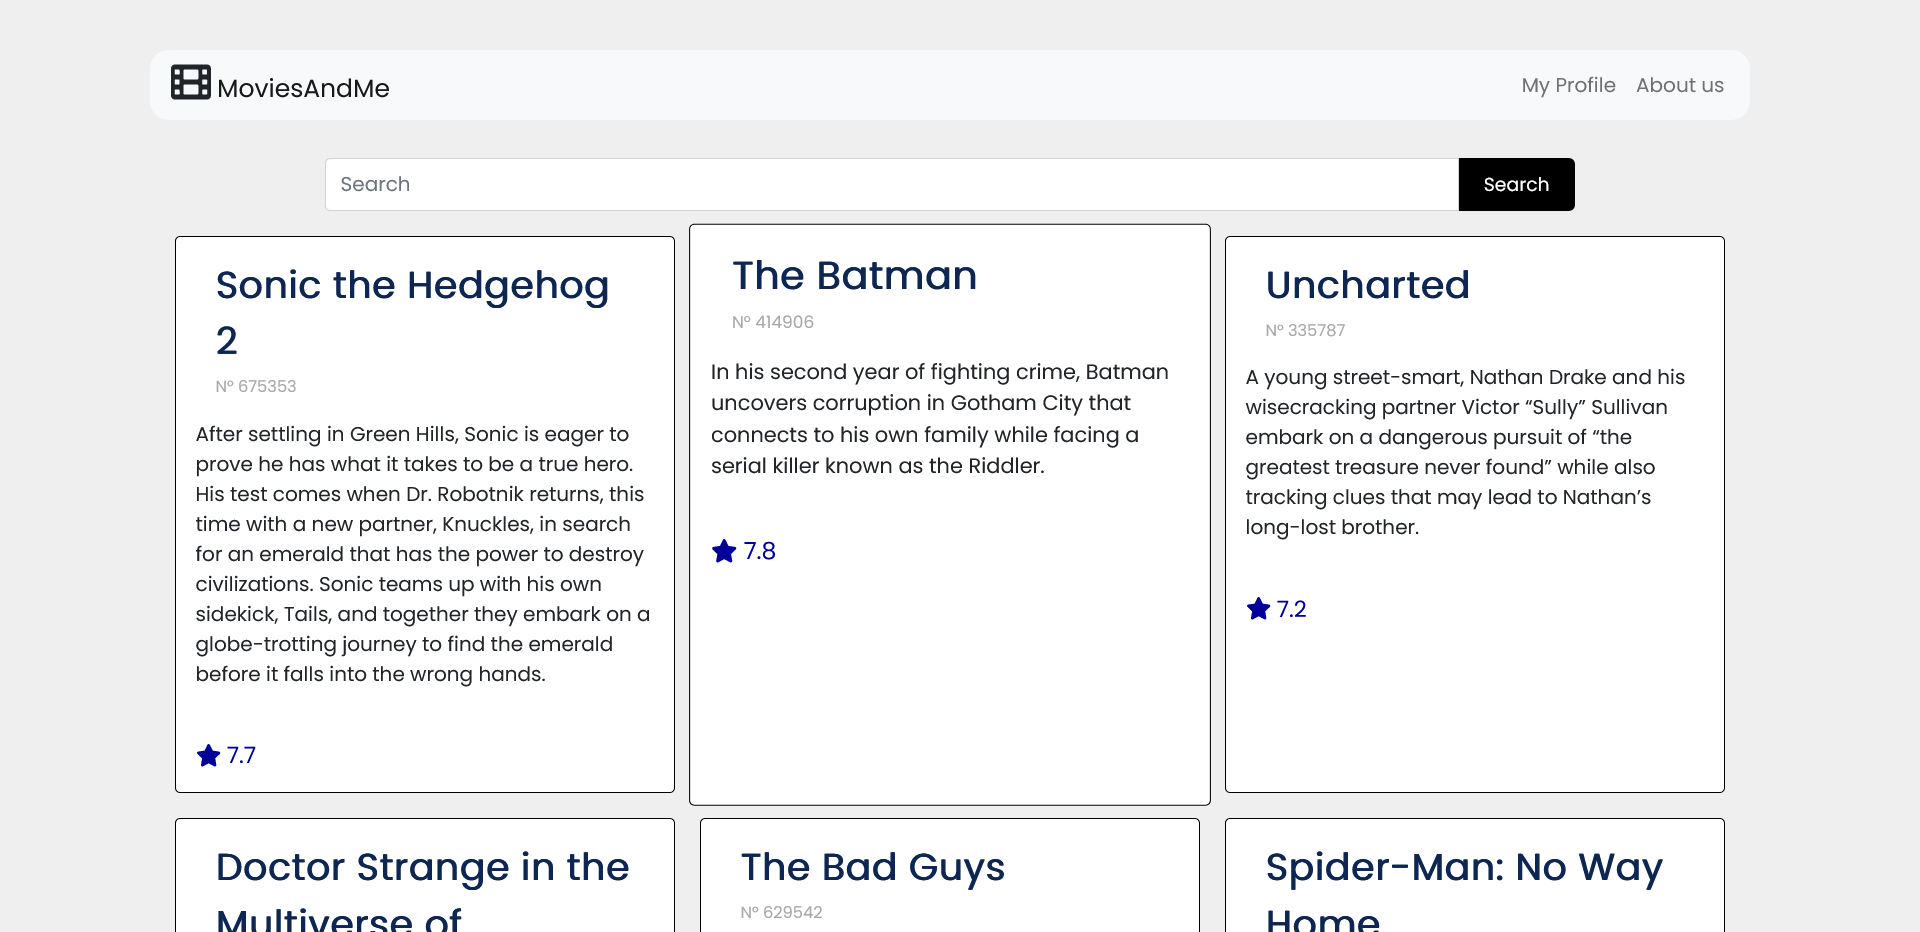 MoviesAndMe
My Profile
About us
Search
Search
Sonic the Hedgehog
2
Nº 675353
After settling in Green Hills, Sonic is eager to
prove he has what it takes to be a true hero.
His test comes when Dr. Robotnik returns, this
time with a new partner, Knuckles, in search
for an emerald that has the power to destroy
civilizations. Sonic teams up with his own
sidekick, Tails, and together they embark on a
globe-trotting journey to find the emerald
before it falls into the wrong hands.
7.7
The Batman
Nº 414906
In his second year of fighting crime, Batman
uncovers corruption in Gotham City that
connects to his own family while facing a
serial killer known as the Riddler.
7.8
Uncharted
Nº 335787
A young street-smart, Nathan Drake and his
wisecracking partner Victor “Sully” Sullivan
embark on a dangerous pursuit of “the
greatest treasure never found” while also
tracking clues that may lead to Nathan’s
long-lost brother.
7.2
Doctor Strange in the
Multiverse of
The Bad Guys
Nº 629542
Spider-Man: No Way
Home